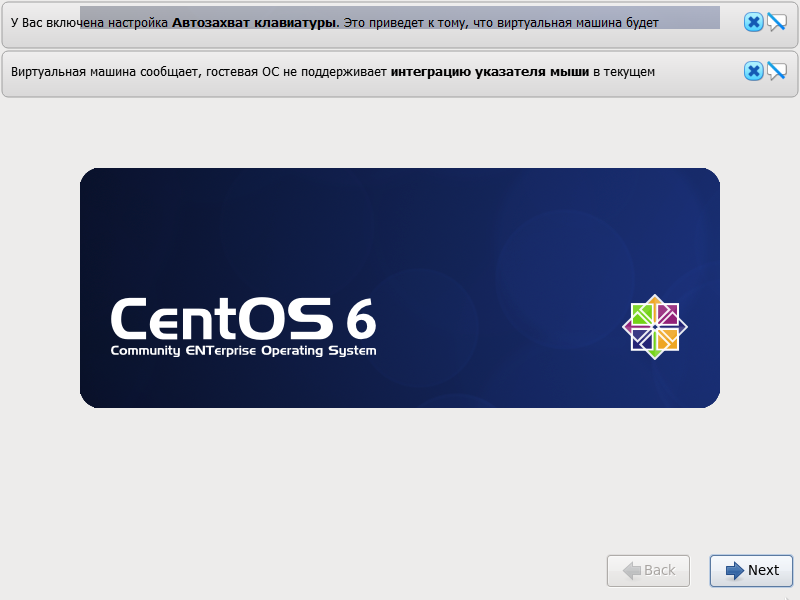 У Вас включена настройка Автозахват клавиатуры. Это приведет к тому, что виртуальная машина будет
Виртуальная машина сообщает, гостевая ОС не поддерживает интеграцию указателя мыши в текущем
CentOS 6
Community ENTerprise Operating System
Back
Next